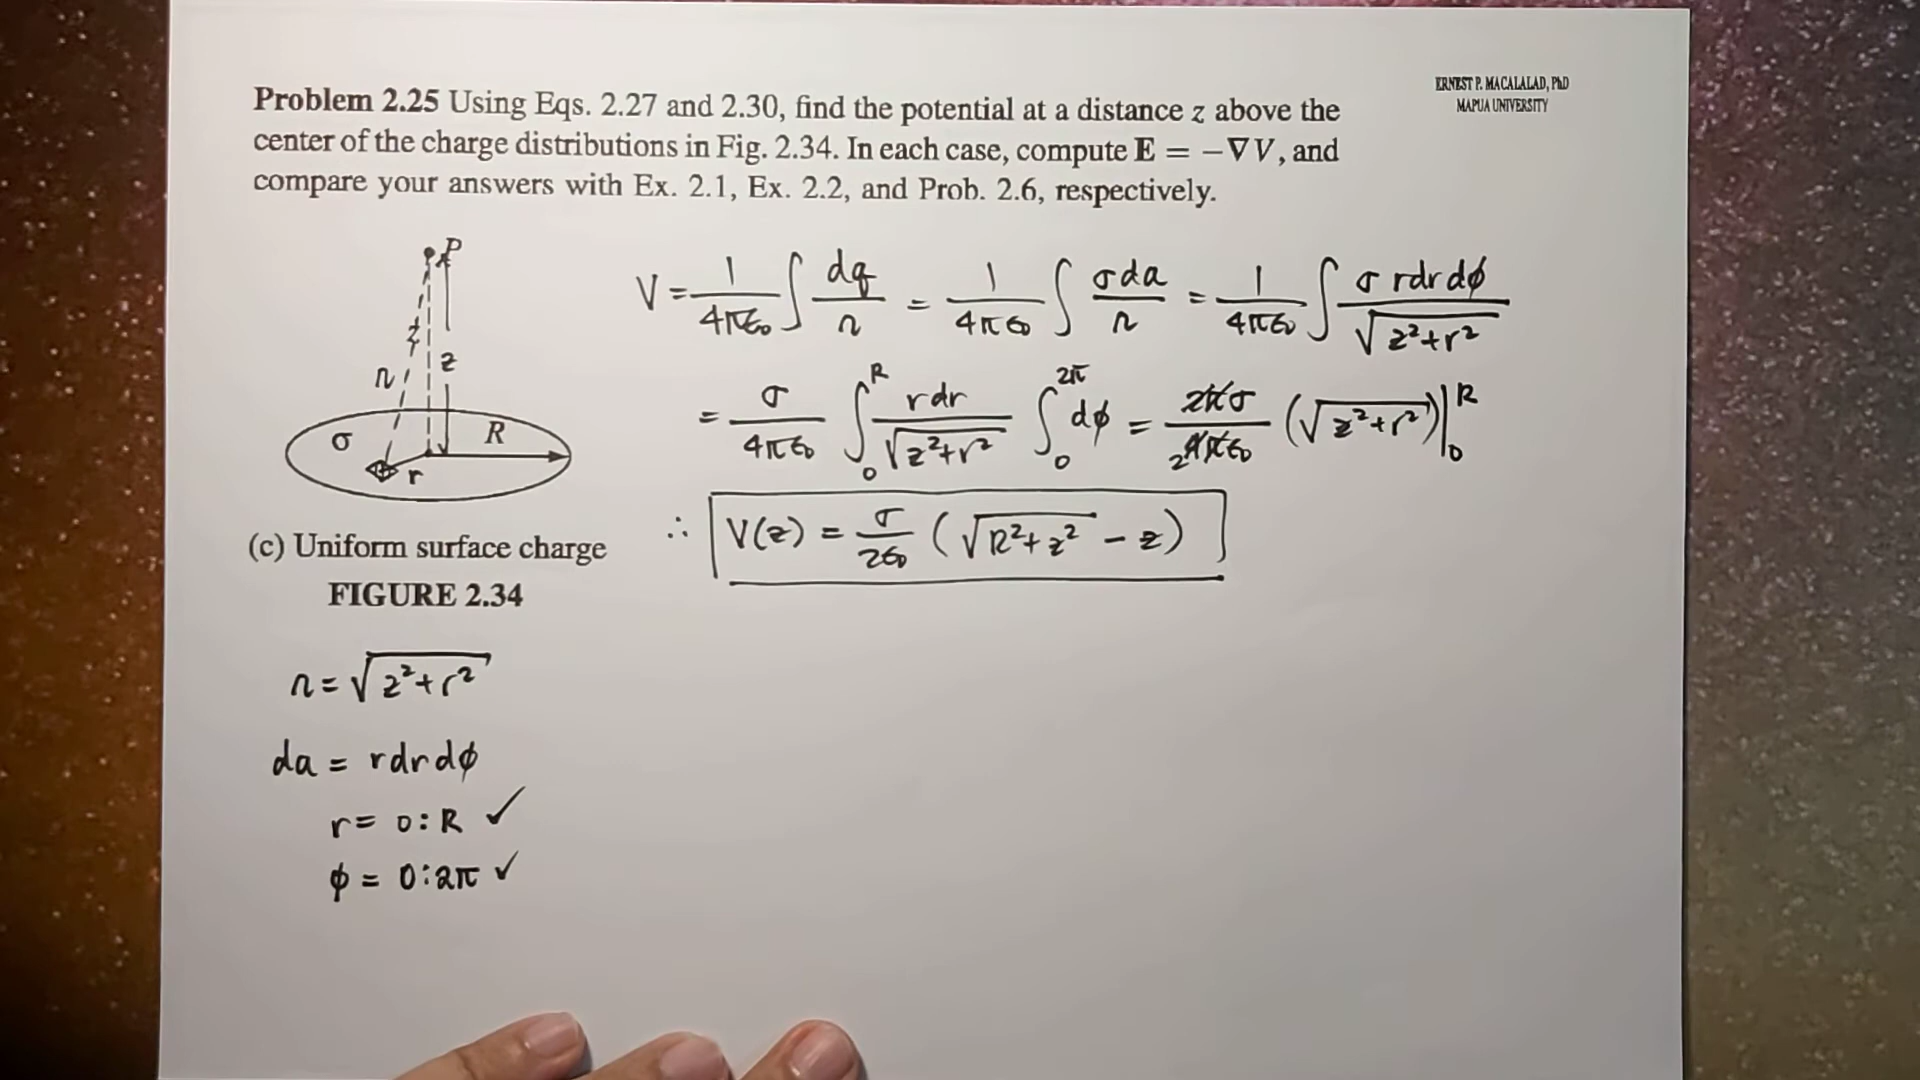 Problem 2.25 Using Eqs. 2.27 and 2.30, find the potential at a distance z above the
center of the charge distributions in Fig. 2.34. In each case, compute E = −∇V, and
compare your answers with Ex. 2.1, Ex. 2.2, and Prob. 2.6, respectively.
ERNEST P. MACALALAD, PhD
MAPUA UNIVERSITY
P
z
r
σ
R
r
(c) Uniform surface charge
FIGURE 2.34
r = √(z²+r²)
da = r dr dϕ
r = 0:R ✓
ϕ = 0:2π ✓
V = 1/4πε₀ ∫ dq/r = 1/4πε₀ ∫ σda/r = 1/4πε₀ ∫ σ r dr dϕ/√(z²+r²)
= σ/4πε₀ ∫₀ᴿ r dr/√(z²+r²) ∫₀^2π dϕ = 2πσ/4πε₀ 2 (√(z²+r²))|₀ᴿ
∴ V(z) = σ/2ε₀ (√(R²+z²) − z)